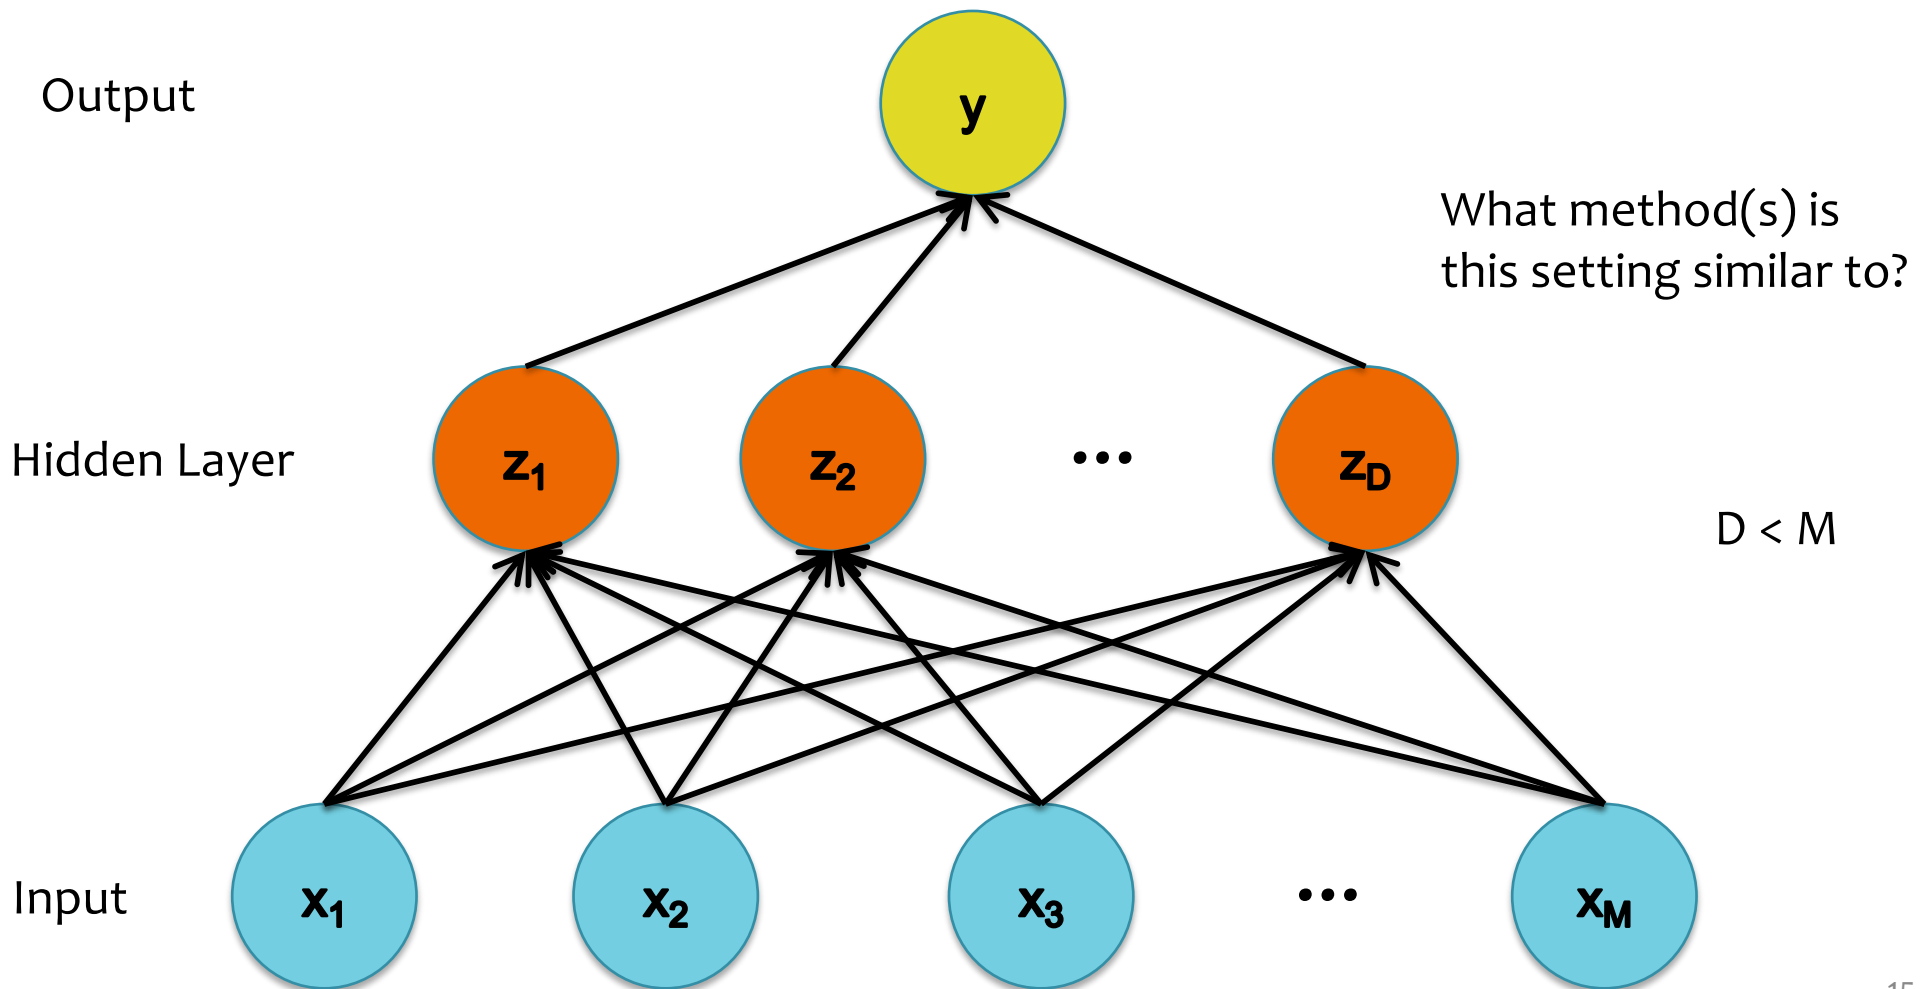 Output
y
What method(s) is
this setting similar to?
Hidden Layer
z1
z2
...
zD
D < M
Input
x1
x2
x3
...
xM